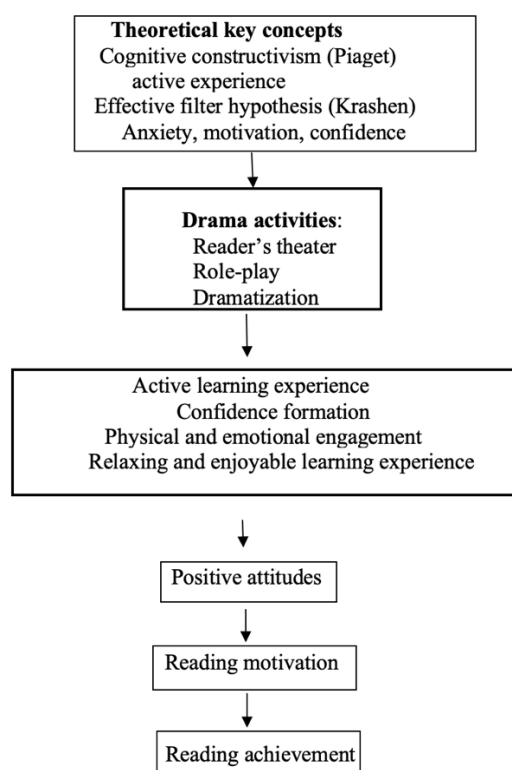 Theoretical key concepts
Cognitive constructivism (Piaget)
active experience
Effective filter hypothesis (Krashen)
Anxiety, motivation, confidence
Drama activities:
Reader’s theater
Role-play
Dramatization
Active learning experience
Confidence formation
Physical and emotional engagement
Relaxing and enjoyable learning experience
Positive attitudes
Reading motivation
Reading achievement